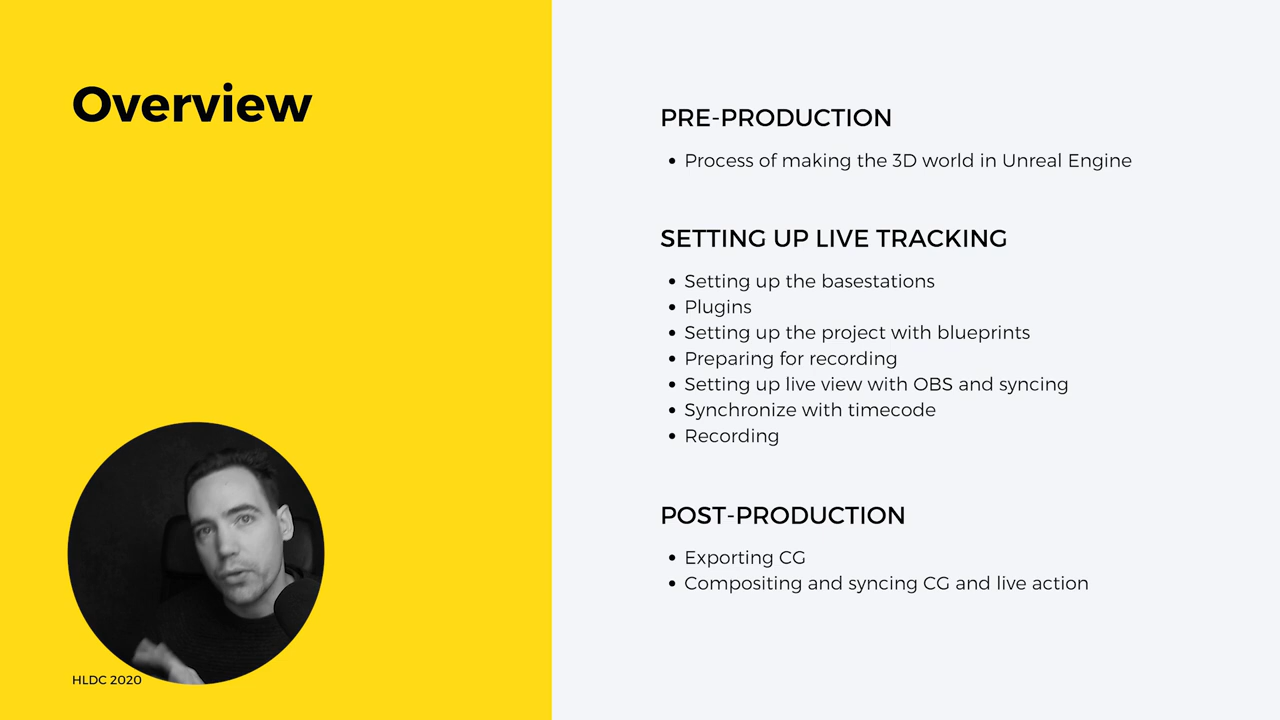 Overview
PRE-PRODUCTION
• Process of making the 3D world in Unreal Engine
SETTING UP LIVE TRACKING
• Setting up the basestations
• Plugins
• Setting up the project with blueprints
• Preparing for recording
• Setting up live view with OBS and syncing
• Synchronize with timecode
• Recording
POST-PRODUCTION
• Exporting CG
• Compositing and syncing CG and live action
HLDC 2020